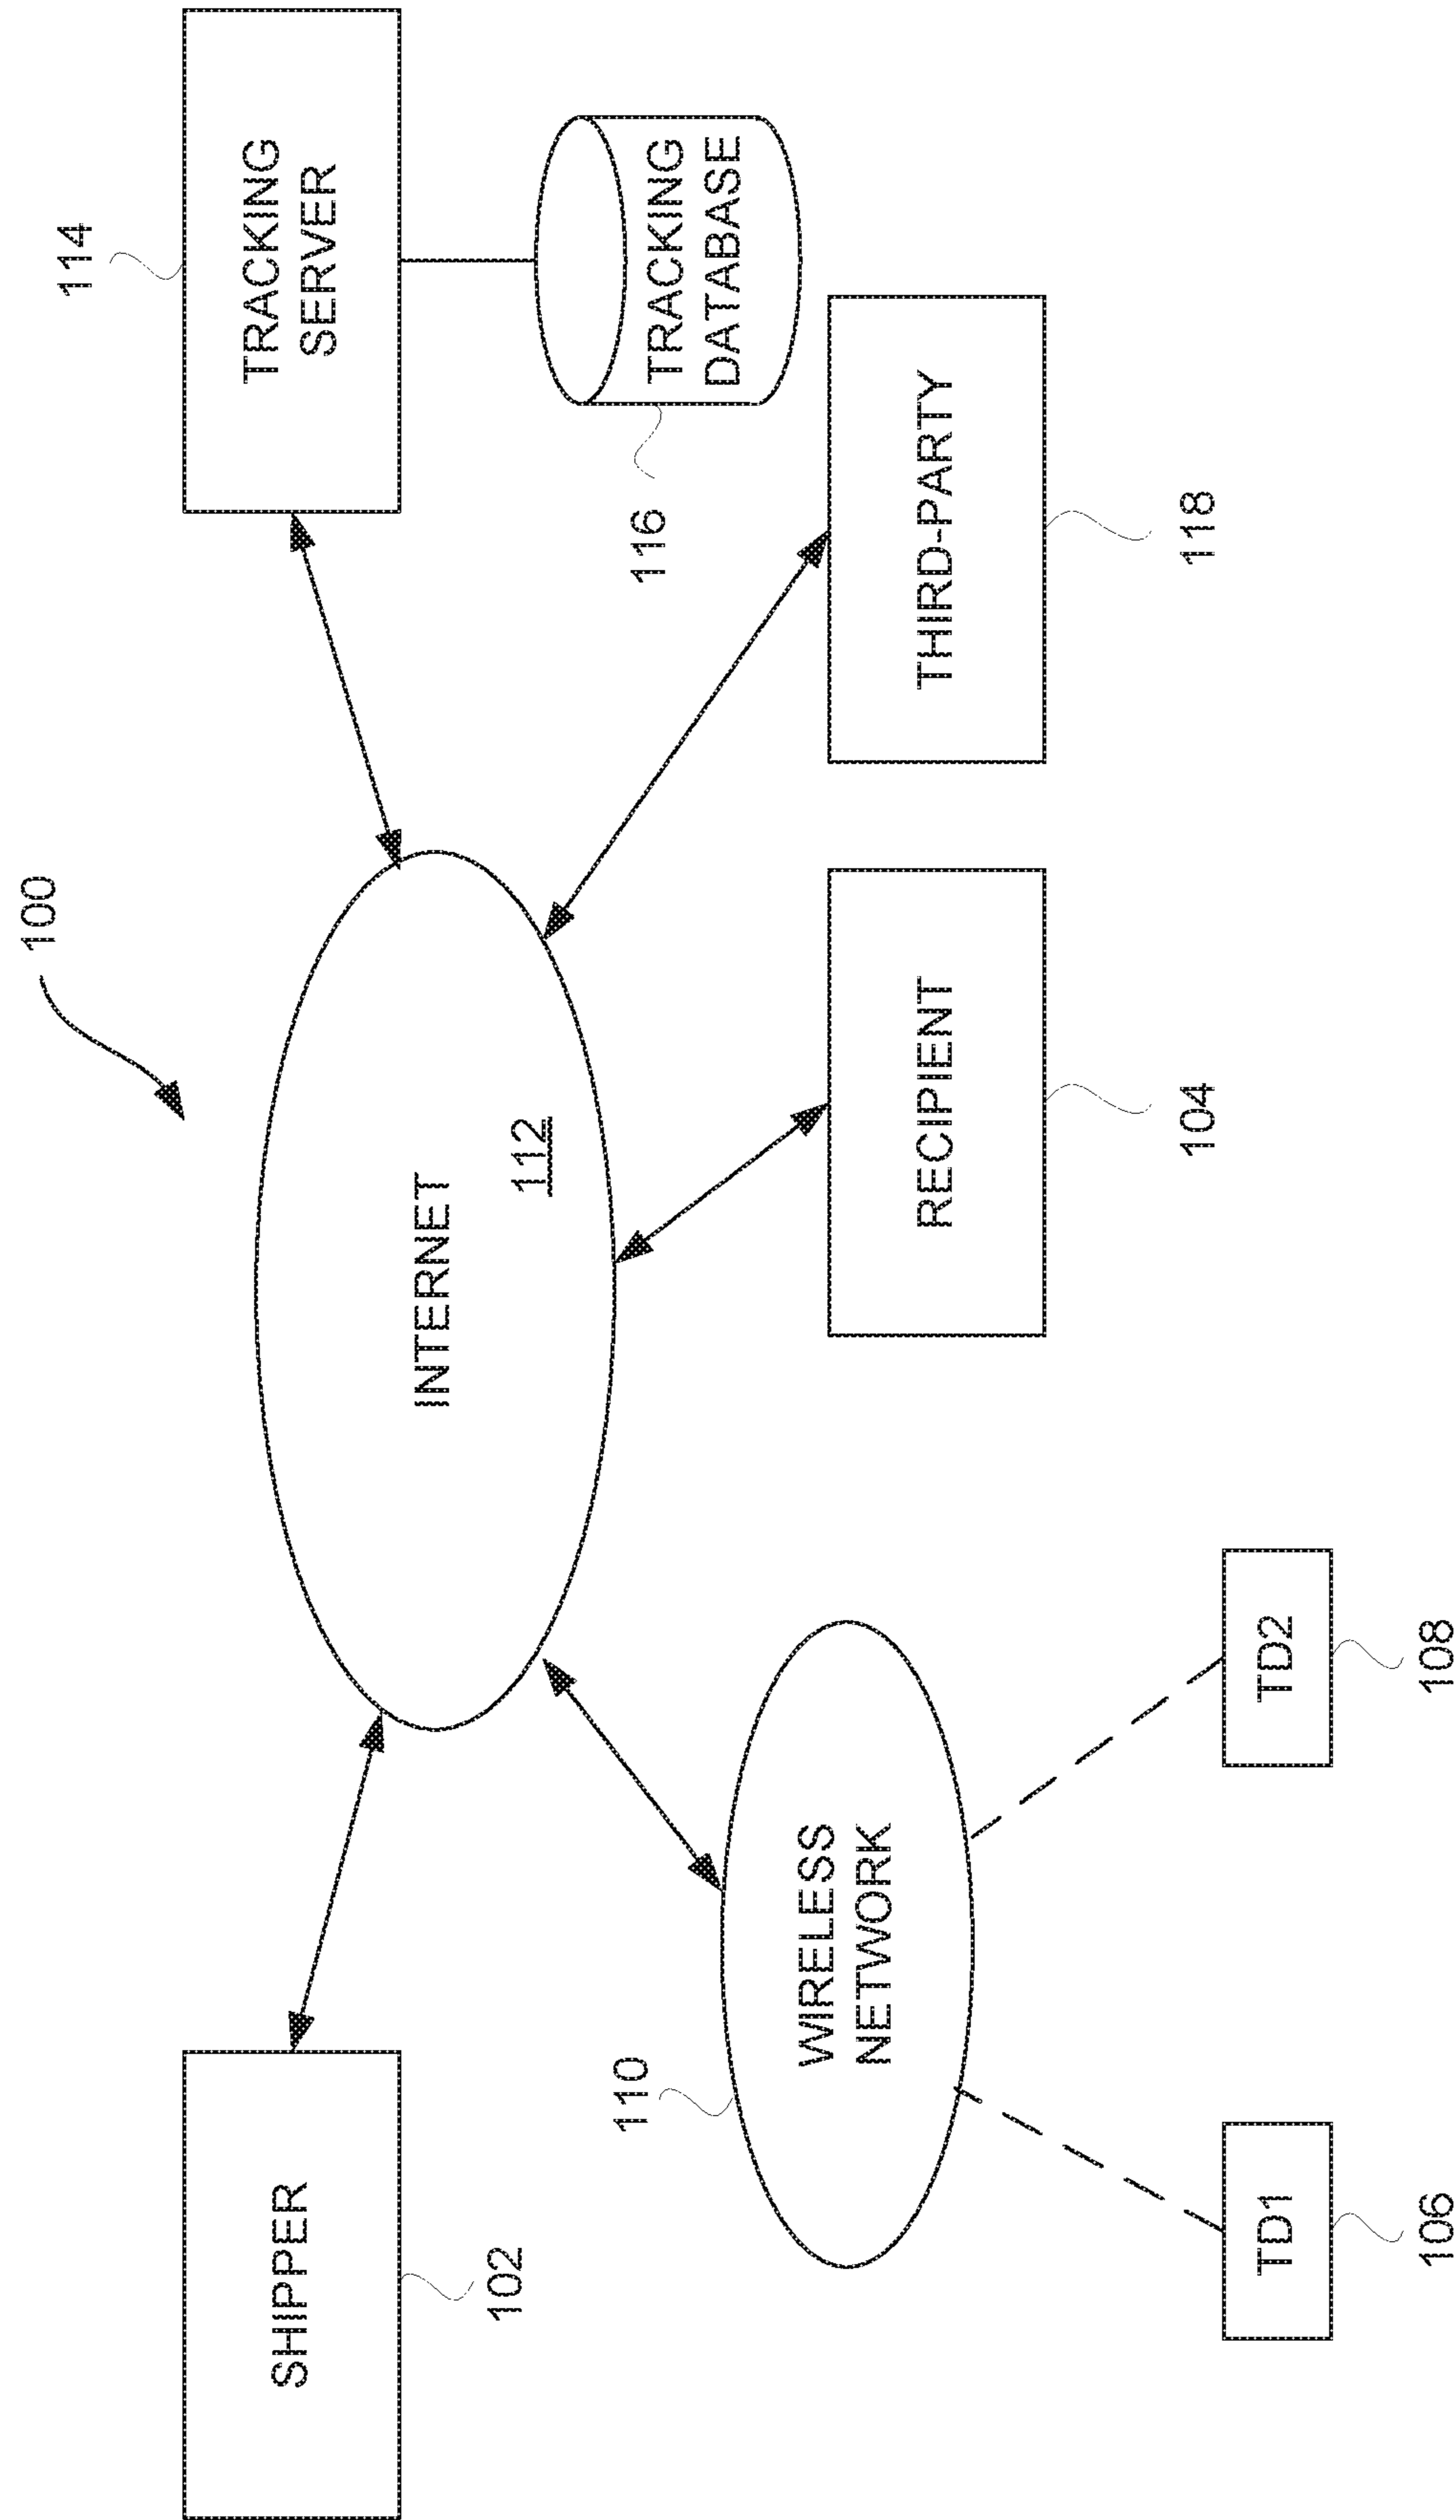 100
114
TRACKING
SERVER
SHIPPER
102
INTERNET
112
116
TRACKING
DATABASE
110
WIRELESS
NETWORK
RECIPIENT
104
THIRD-PARTY
118
TD1
106
TD2
108